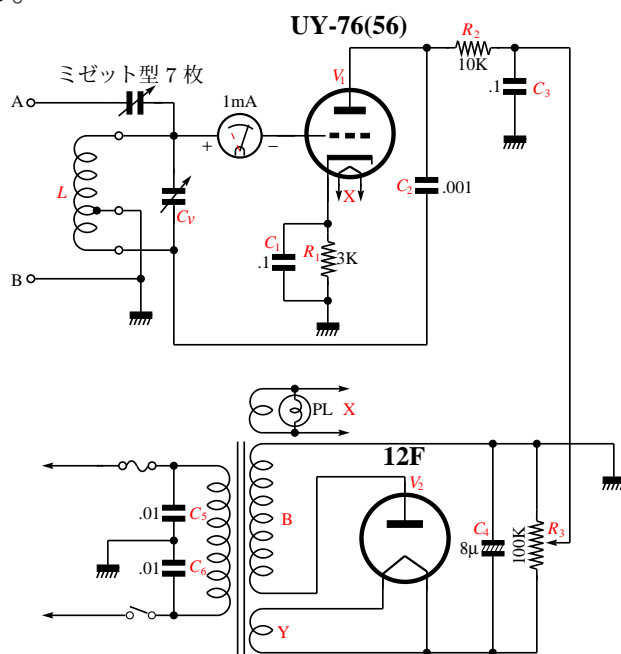 。
UY-76(56)
ミゼット型 7 枚
A
1mA
+
−
V1
R2
10K
.1
C3
L
Cv
X
C2
.001
C1
.1
R1
3K
B
PL
X
12F
V2
B
.01
C5
.01
C6
Y
C4
8μ
100K
R3